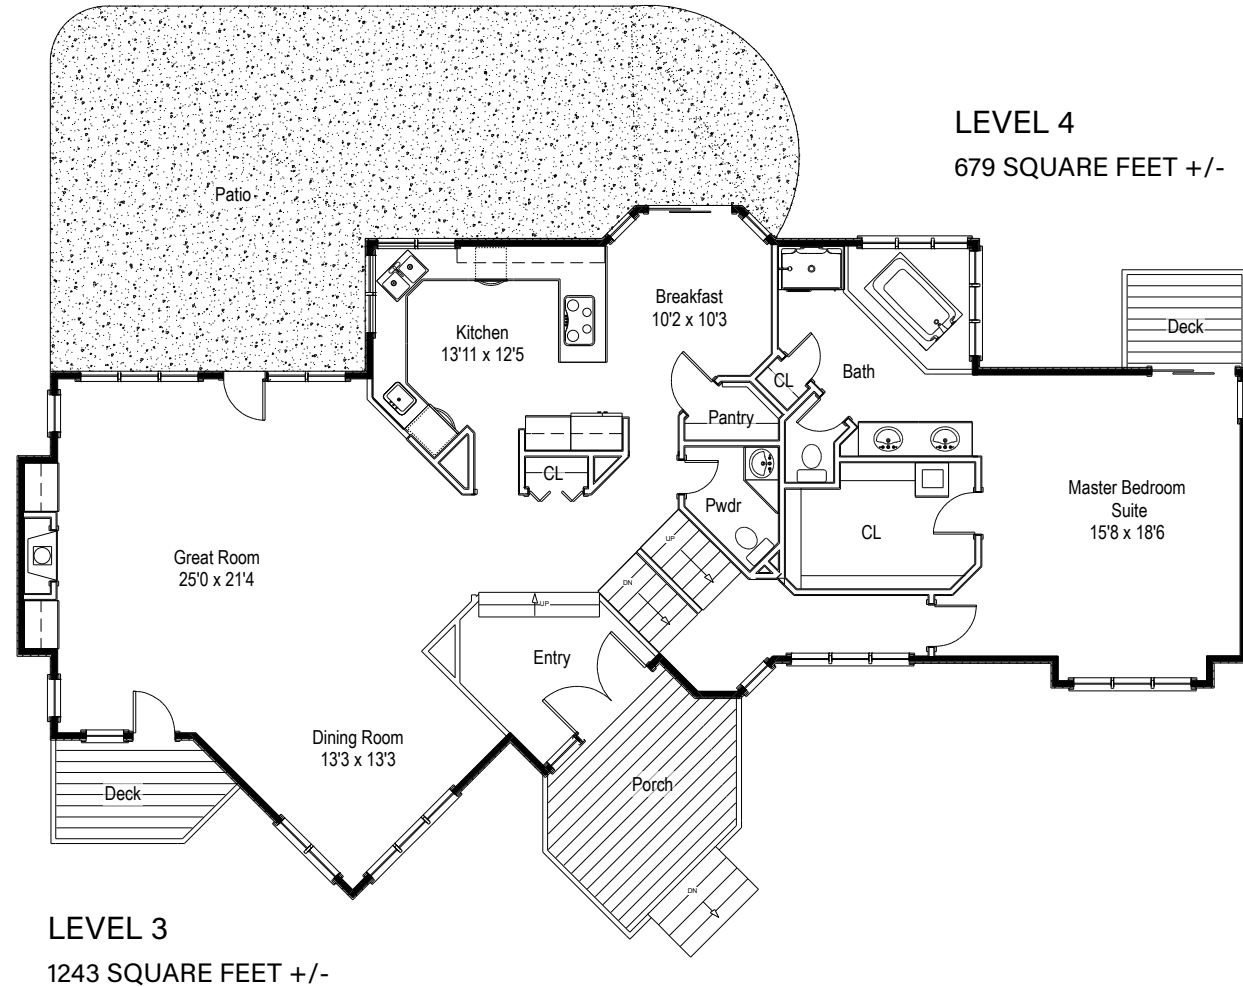 LEVEL 4
679 SQUARE FEET +/-
Patio
Breakfast
10'2 x 10'3
Kitchen
13'11 x 12'5
Deck
CL
Bath
Pantry
CL
Pwdr
CL
Master Bedroom
Suite
15'8 x 18'6
UP
DN
Great Room
25'0 x 21'4
UP
Entry
Dining Room
13'3 x 13'3
Deck
Porch
DN
LEVEL 3
1243 SQUARE FEET +/-